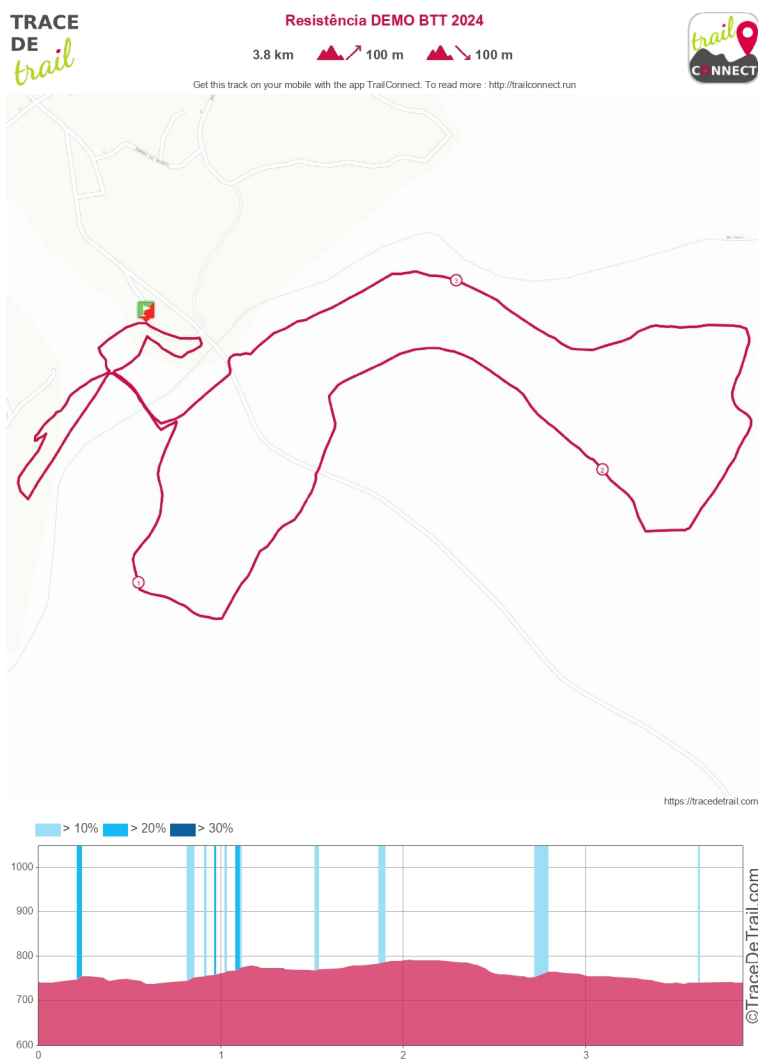 TRACE
DE
trail
Resistência DEMO BTT 2024
3.8 km 100 m 100 m
Get this track on your mobile with the app TrailConnect. To read more : http://trailconnect.run
trail
CONNECT
3
2
1
https://tracedetrail.com
> 10% > 20% > 30%
1000
900
800
700
600
0 1 2 3
©TraceDeTrail.com